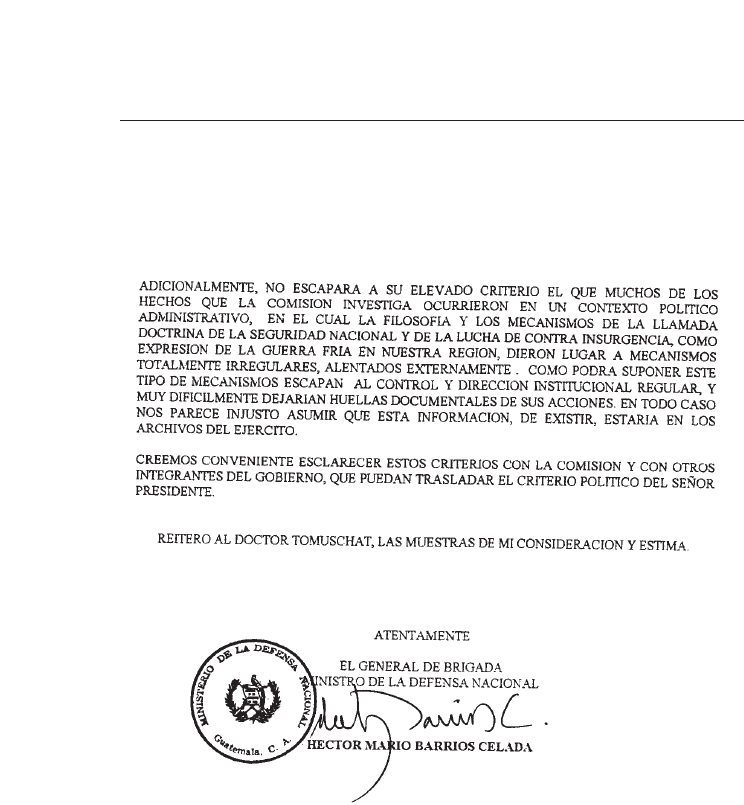 ADICIONALMENTE, NO ESCAPARA A SU ELEVADO CRITERIO EL QUE MUCHOS DE LOS
HECHOS QUE LA COMISION INVESTIGA OCURRIERON EN UN CONTEXTO POLITICO
ADMINISTRATIVO, EN EL CUAL LA FILOSOFIA Y LOS MECANISMOS DE LA LLAMADA
DOCTRINA DE LA SEGURIDAD NACIONAL Y DE LA LUCHA DE CONTRA INSURGENCIA, COMO
EXPRESION DE LA GUERRA FRIA EN NUESTRA REGION, DIERON LUGAR A MECANISMOS
TOTALMENTE IRREGULARES, ALENTADOS EXTERNAMENTE . COMO PODRA SUPONER ESTE
TIPO DE MECANISMOS ESCAPAN AL CONTROL Y DIRECCION INSTITUCIONAL REGULAR, Y
MUY DIFICILMENTE DEJARIAN HUELLAS DOCUMENTALES DE SUS ACCIONES. EN TODO CASO
NOS PARECE INJUSTO ASUMIR QUE ESTA INFORMACION, DE EXISTIR, ESTARIA EN LOS
ARCHIVOS DEL EJERCITO.
CREEMOS CONVENIENTE ESCLARECER ESTOS CRITERIOS CON LA COMISION Y CON OTROS
INTEGRANTES DEL GOBIERNO, QUE PUEDAN TRASLADAR EL CRITERIO POLITICO DEL SEÑOR
PRESIDENTE.
REITERO AL DOCTOR TOMUSCHAT, LAS MUESTRAS DE MI CONSIDERACION Y ESTIMA.
ATENTAMENTE
EL GENERAL DE BRIGADA
MINISTRO DE LA DEFENSA NACIONAL
HECTOR MARIO BARRIOS CELADA
MINISTERIO DE LA DEFENSA NACIONAL
Guatemala, C. A.